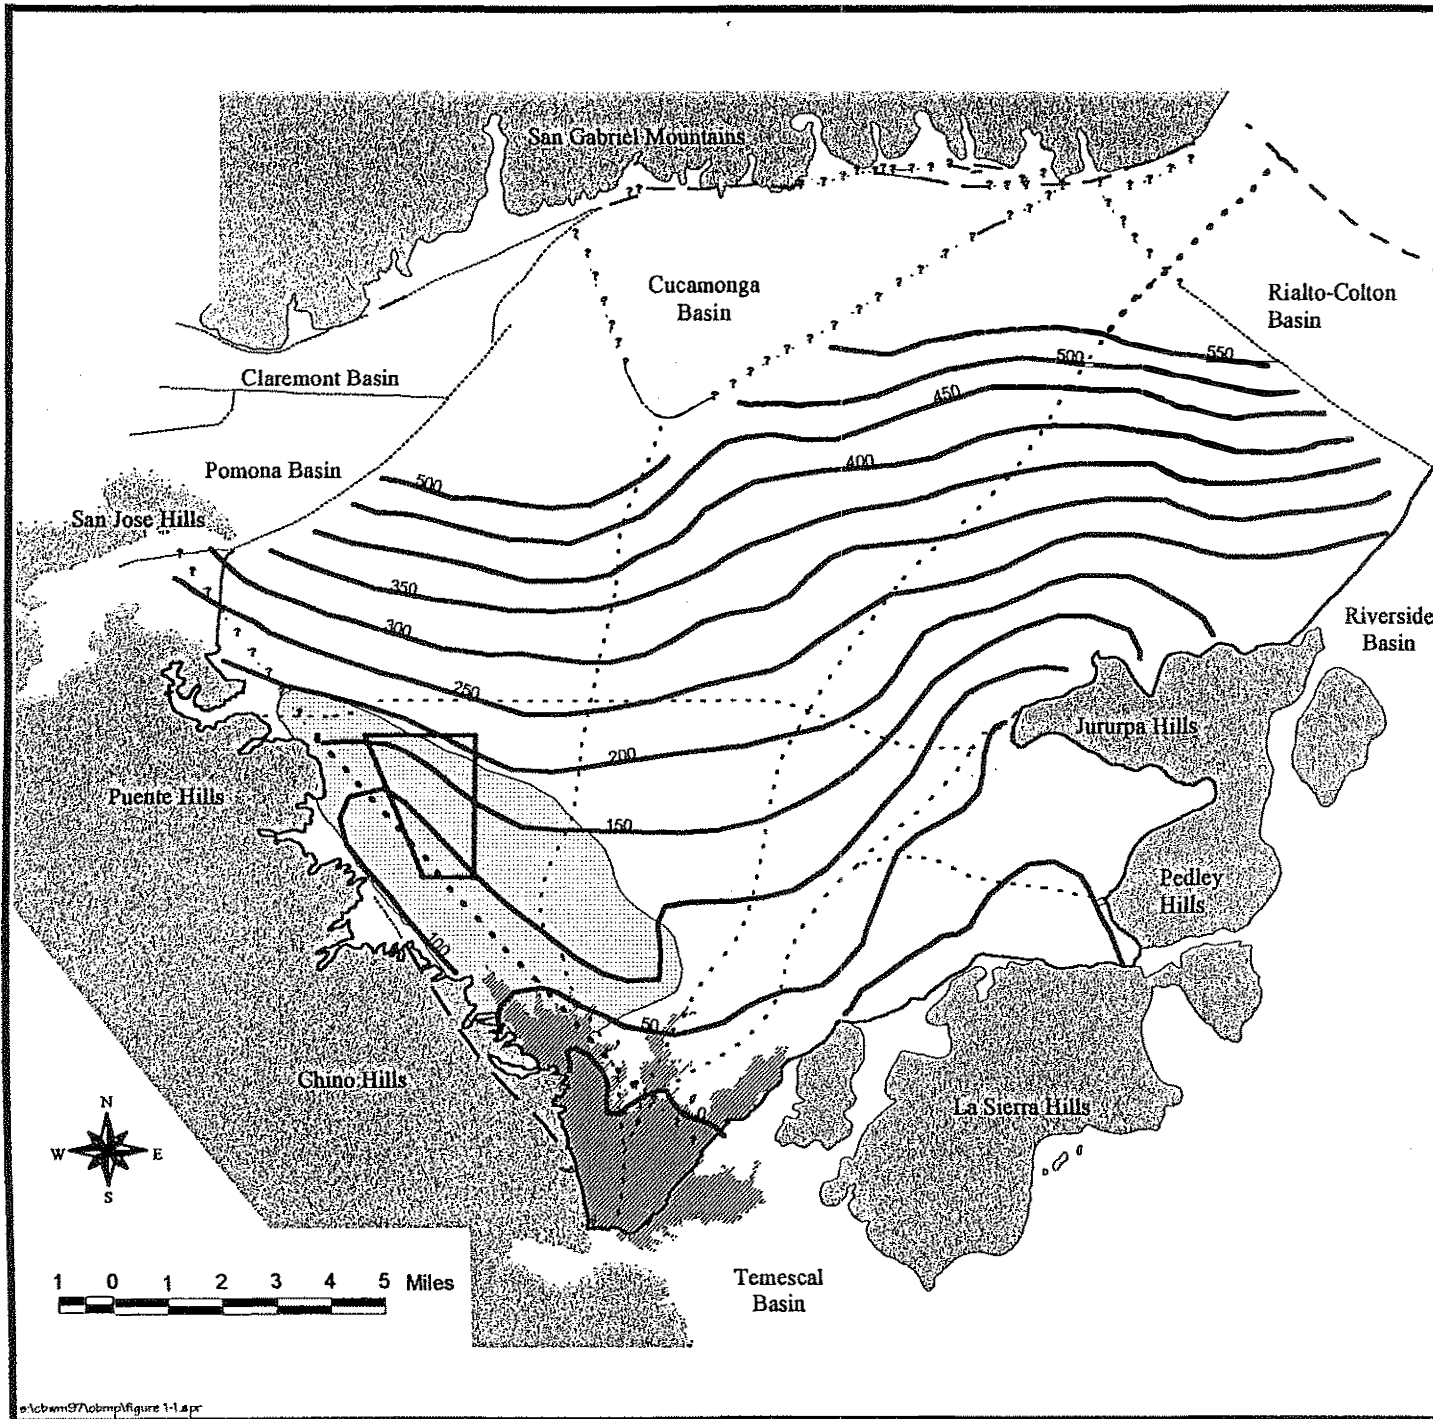 San Gabriel Mountains
Cucamonga
Basin
Rialto-Colton
Basin
Claremont Basin
550
500
450
400
Pomona Basin
500
San Jose Hills
350
300
Riverside
Basin
250
200
Jururpa Hills
Puente Hills
150
Pedley
Hills
100
50
Chino Hills
La Sierra Hills
0
N
W
E
S
1 0 1 2 3 4 5 Miles
Temescal
Basin